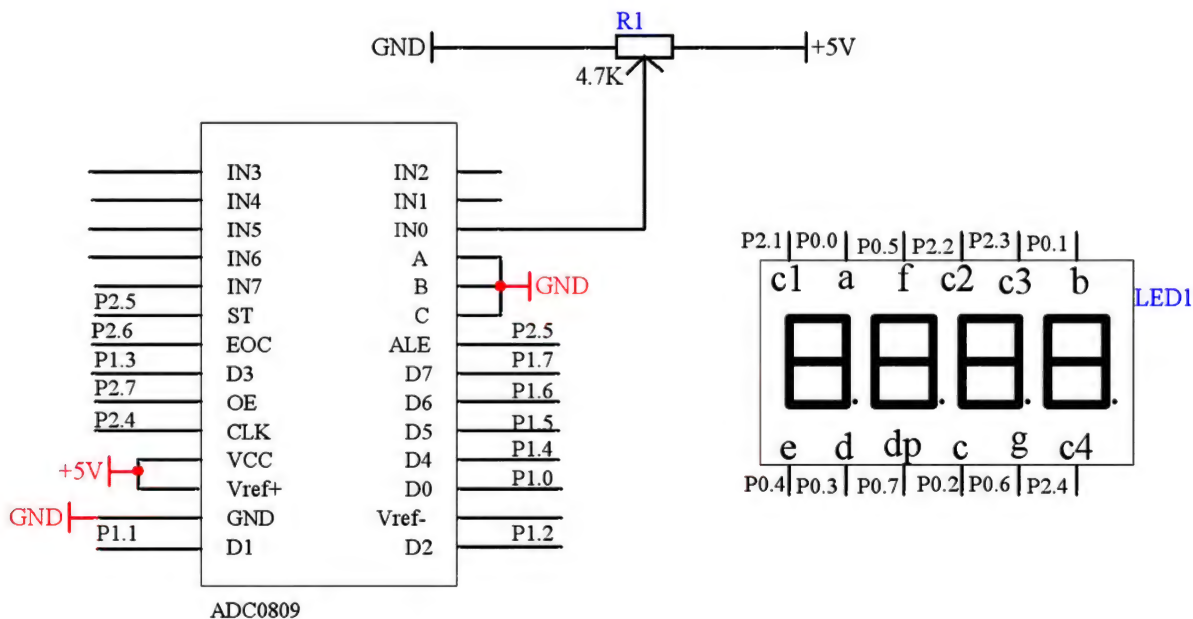 R1
GND +5V
4.7K
IN3 IN2
IN4 IN1
IN5 IN0
IN6 A
IN7 B GND
P2.5 ST C
P2.6 EOC ALE P2.5
P1.3 D3 D7 P1.7
P2.7 OE D6 P1.6
P2.4 CLK D5 P1.5
+5V VCC D4 P1.4
Vref+ D0 P1.0
GND GND Vref-
P1.1 D1 D2 P1.2
ADC0809
P2.1 P0.0 P0.5 P2.2 P2.3 P0.1
c1 a f c2 c3 b
LED1
e d dp c g c4
P0.4 P0.3 P0.7 P0.2 P0.6 P2.4